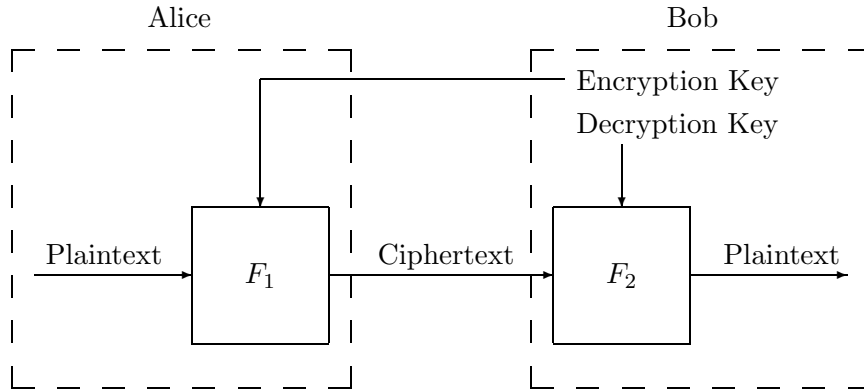 Alice
Bob
Encryption Key
Decryption Key
Plaintext
F1
Ciphertext
F2
Plaintext